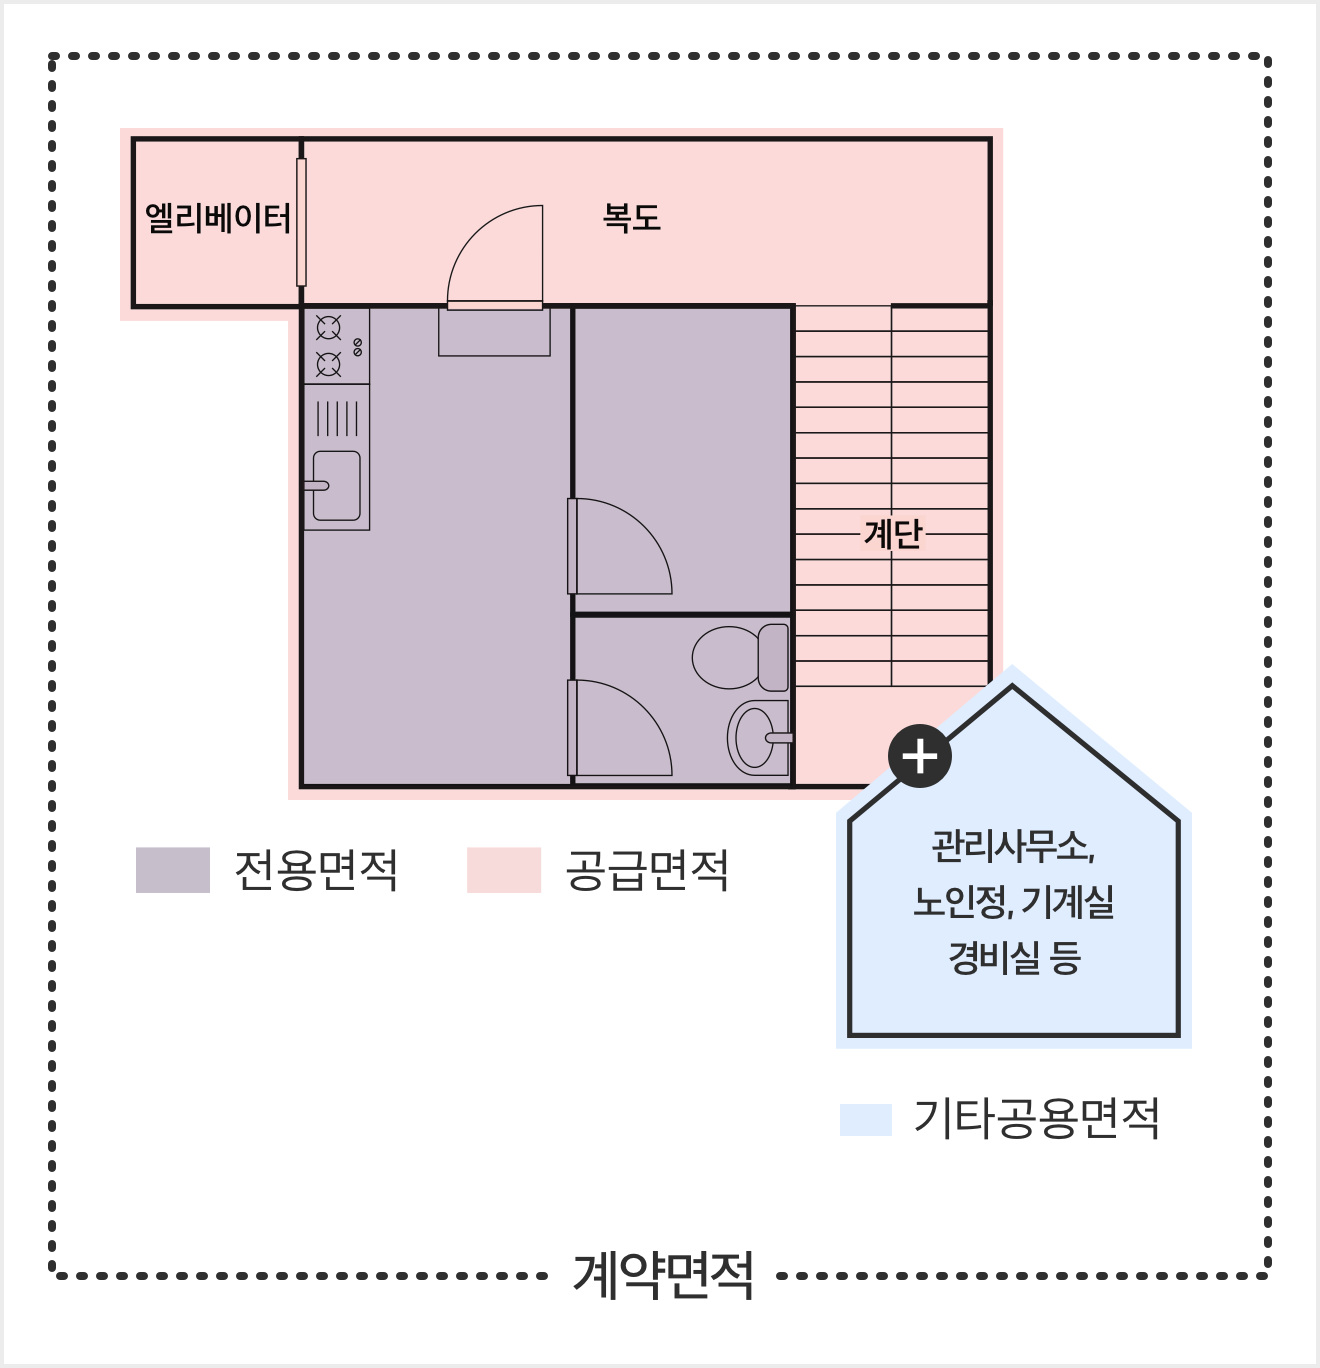 엘리베이터
복도
계단
전용면적
공급면적
관리사무소,
노인정, 기계실
경비실 등
기타공용면적
계약면적